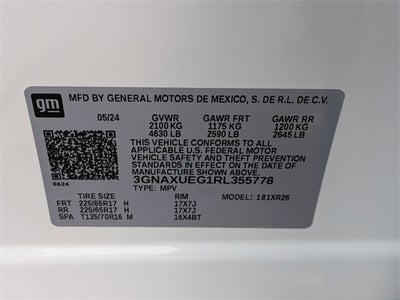 gm
MFD BY GENERAL MOTORS DE MEXICO, S. DE R.L. DE C.V.
05/24 GVWR GAWR FRT GAWR RR
2100 KG 1175 KG 1200 KG
4630 LB 2590 LB 2645 LB
THIS VEHICLE CONFORMS TO ALL
APPLICABLE U.S. FEDERAL MOTOR
VEHICLE SAFETY, BUMPER, AND THEFT
PREVENTION STANDARDS IN EFFECT ON THE
DATE OF MANUFACTURE SHOWN ABOVE.
3GNAXUEG1RL355778
8624 TYPE: MPV MODEL: 181XR26
TIRE SIZE RIM
FRT 225/65R17 H 17X7J
RR 225/65R17 H 17X7J
SPA T135/70R16 M 16X4BT